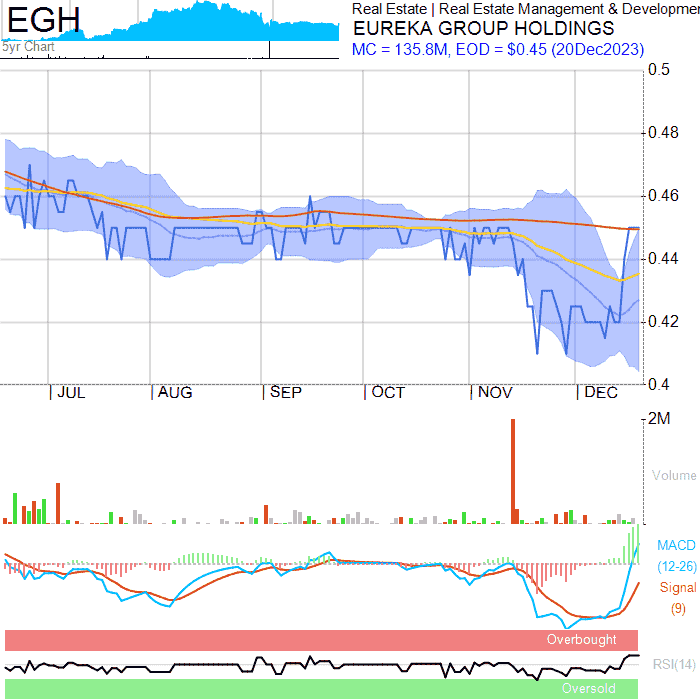 EGH
5yr Chart
Real Estate | Real Estate Management & Developmen
EUREKA GROUP HOLDINGS
MC = 135.8M, EOD = $0.45 (20Dec2023)
0.5
0.48
0.46
0.44
0.42
0.4
JUL AUG SEP OCT NOV DEC
2M
Volume
MACD
(12-26)
Signal
(9)
Overbought
RSI(14)
Oversold